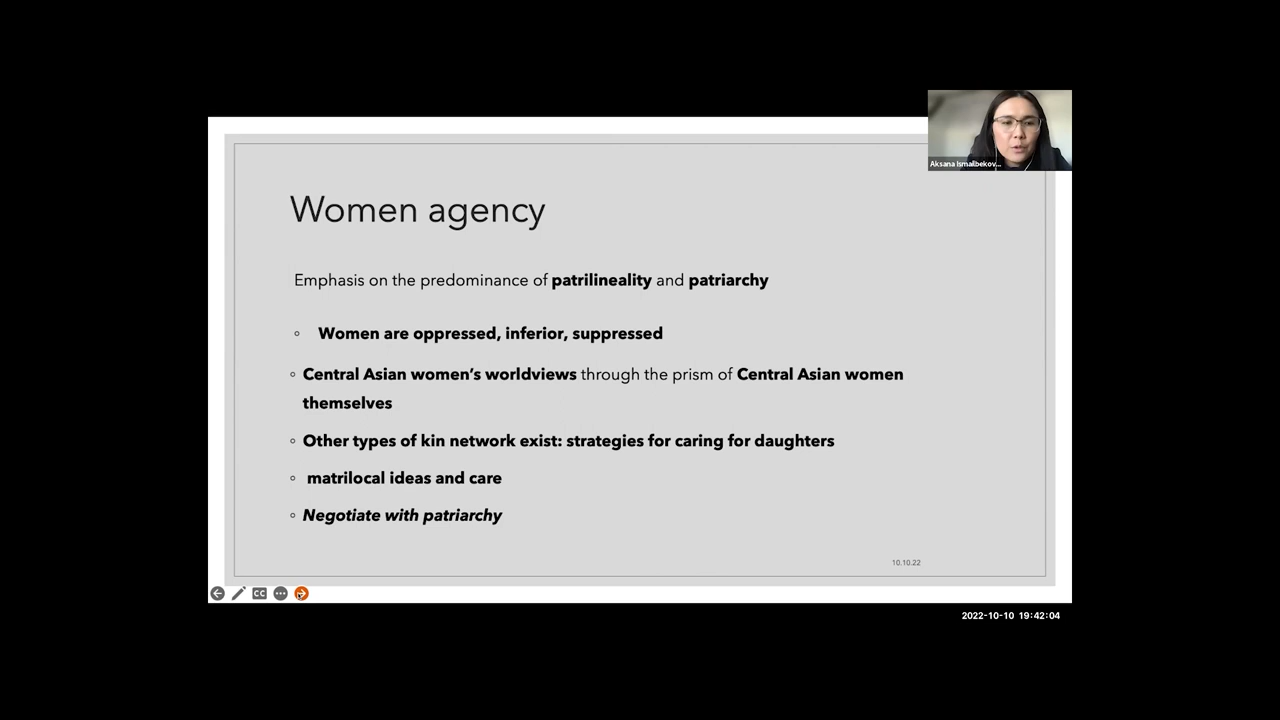 Aksana Ismailbekov...
Women agency
Emphasis on the predominance of patrilineality and patriarchy
Women are oppressed, inferior, suppressed
Central Asian women's worldviews through the prism of Central Asian women
themselves
Other types of kin network exist: strategies for caring for daughters
matrilocal ideas and care
Negotiate with patriarchy
10.10.22
CC
2022-10-10 19:42:04